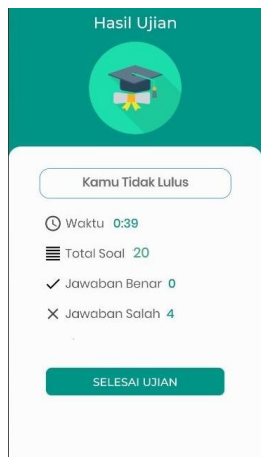 Hasil Ujian
Kamu Tidak Lulus
Waktu 0:39
Total Soal 20
Jawaban Benar 0
Jawaban Salah 4
SELESAI UJIAN